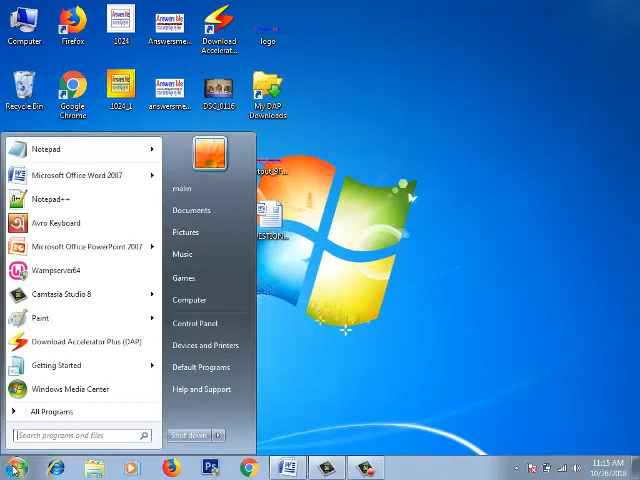 Computer
Firefox
1024
Answersme...
Download
Accelerat...
logo
Recycle Bin
Google
Chrome
1024_1
answersme...
DSC_0116
My DAP
Downloads
Notepad
Microsoft Office Word 2007
Notepad++
Avro Keyboard
Microsoft Office PowerPoint 2007
Wampserver64
Camtasia Studio 8
Paint
Download Accelerator Plus (DAP)
Getting Started
Windows Media Center
All Programs
Search programs and files
malin
Documents
Pictures
Music
Games
Computer
Control Panel
Devices and Printers
Default Programs
Help and Support
Shut down
11:15 AM
10/26/2018